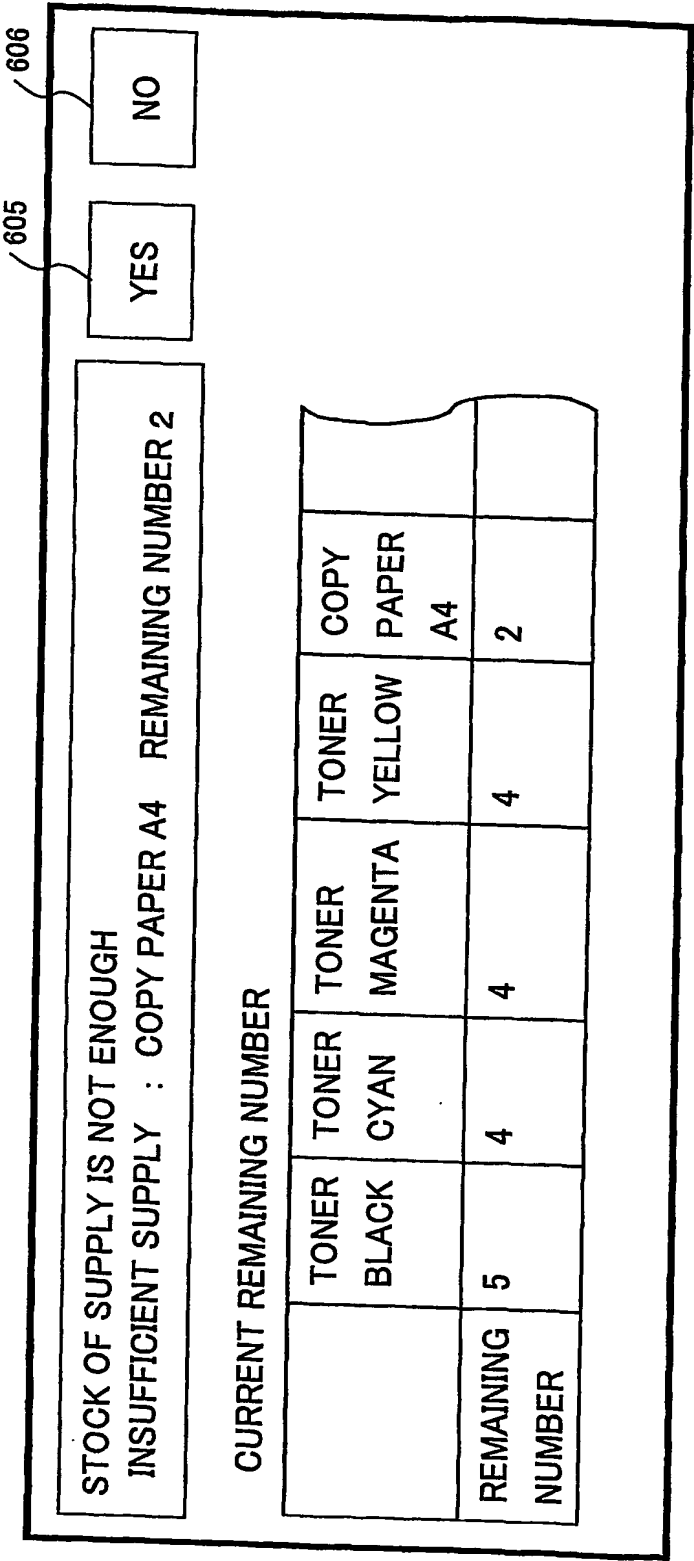 605
606
STOCK OF SUPPLY IS NOT ENOUGH
INSUFFICIENT SUPPLY : COPY PAPER A4 REMAINING NUMBER 2
YES
NO
CURRENT REMAINING NUMBER
TONER BLACK
TONER CYAN
TONER MAGENTA
TONER YELLOW
COPY PAPER A4
REMAINING NUMBER
5
4
4
4
2